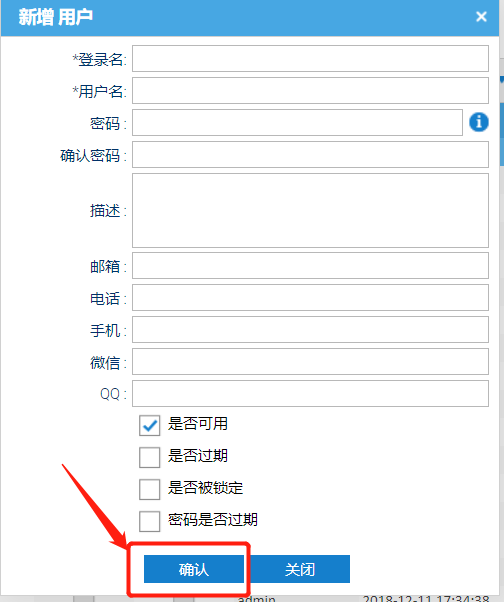 新增 用户
*登录名:
*用户名:
密码 :
确认密码 :
描述 :
邮箱 :
电话 :
手机 :
微信 :
QQ :
是否可用
是否过期
是否被锁定
密码是否过期
确认 关闭
admin 2018-12-11 17:34:38